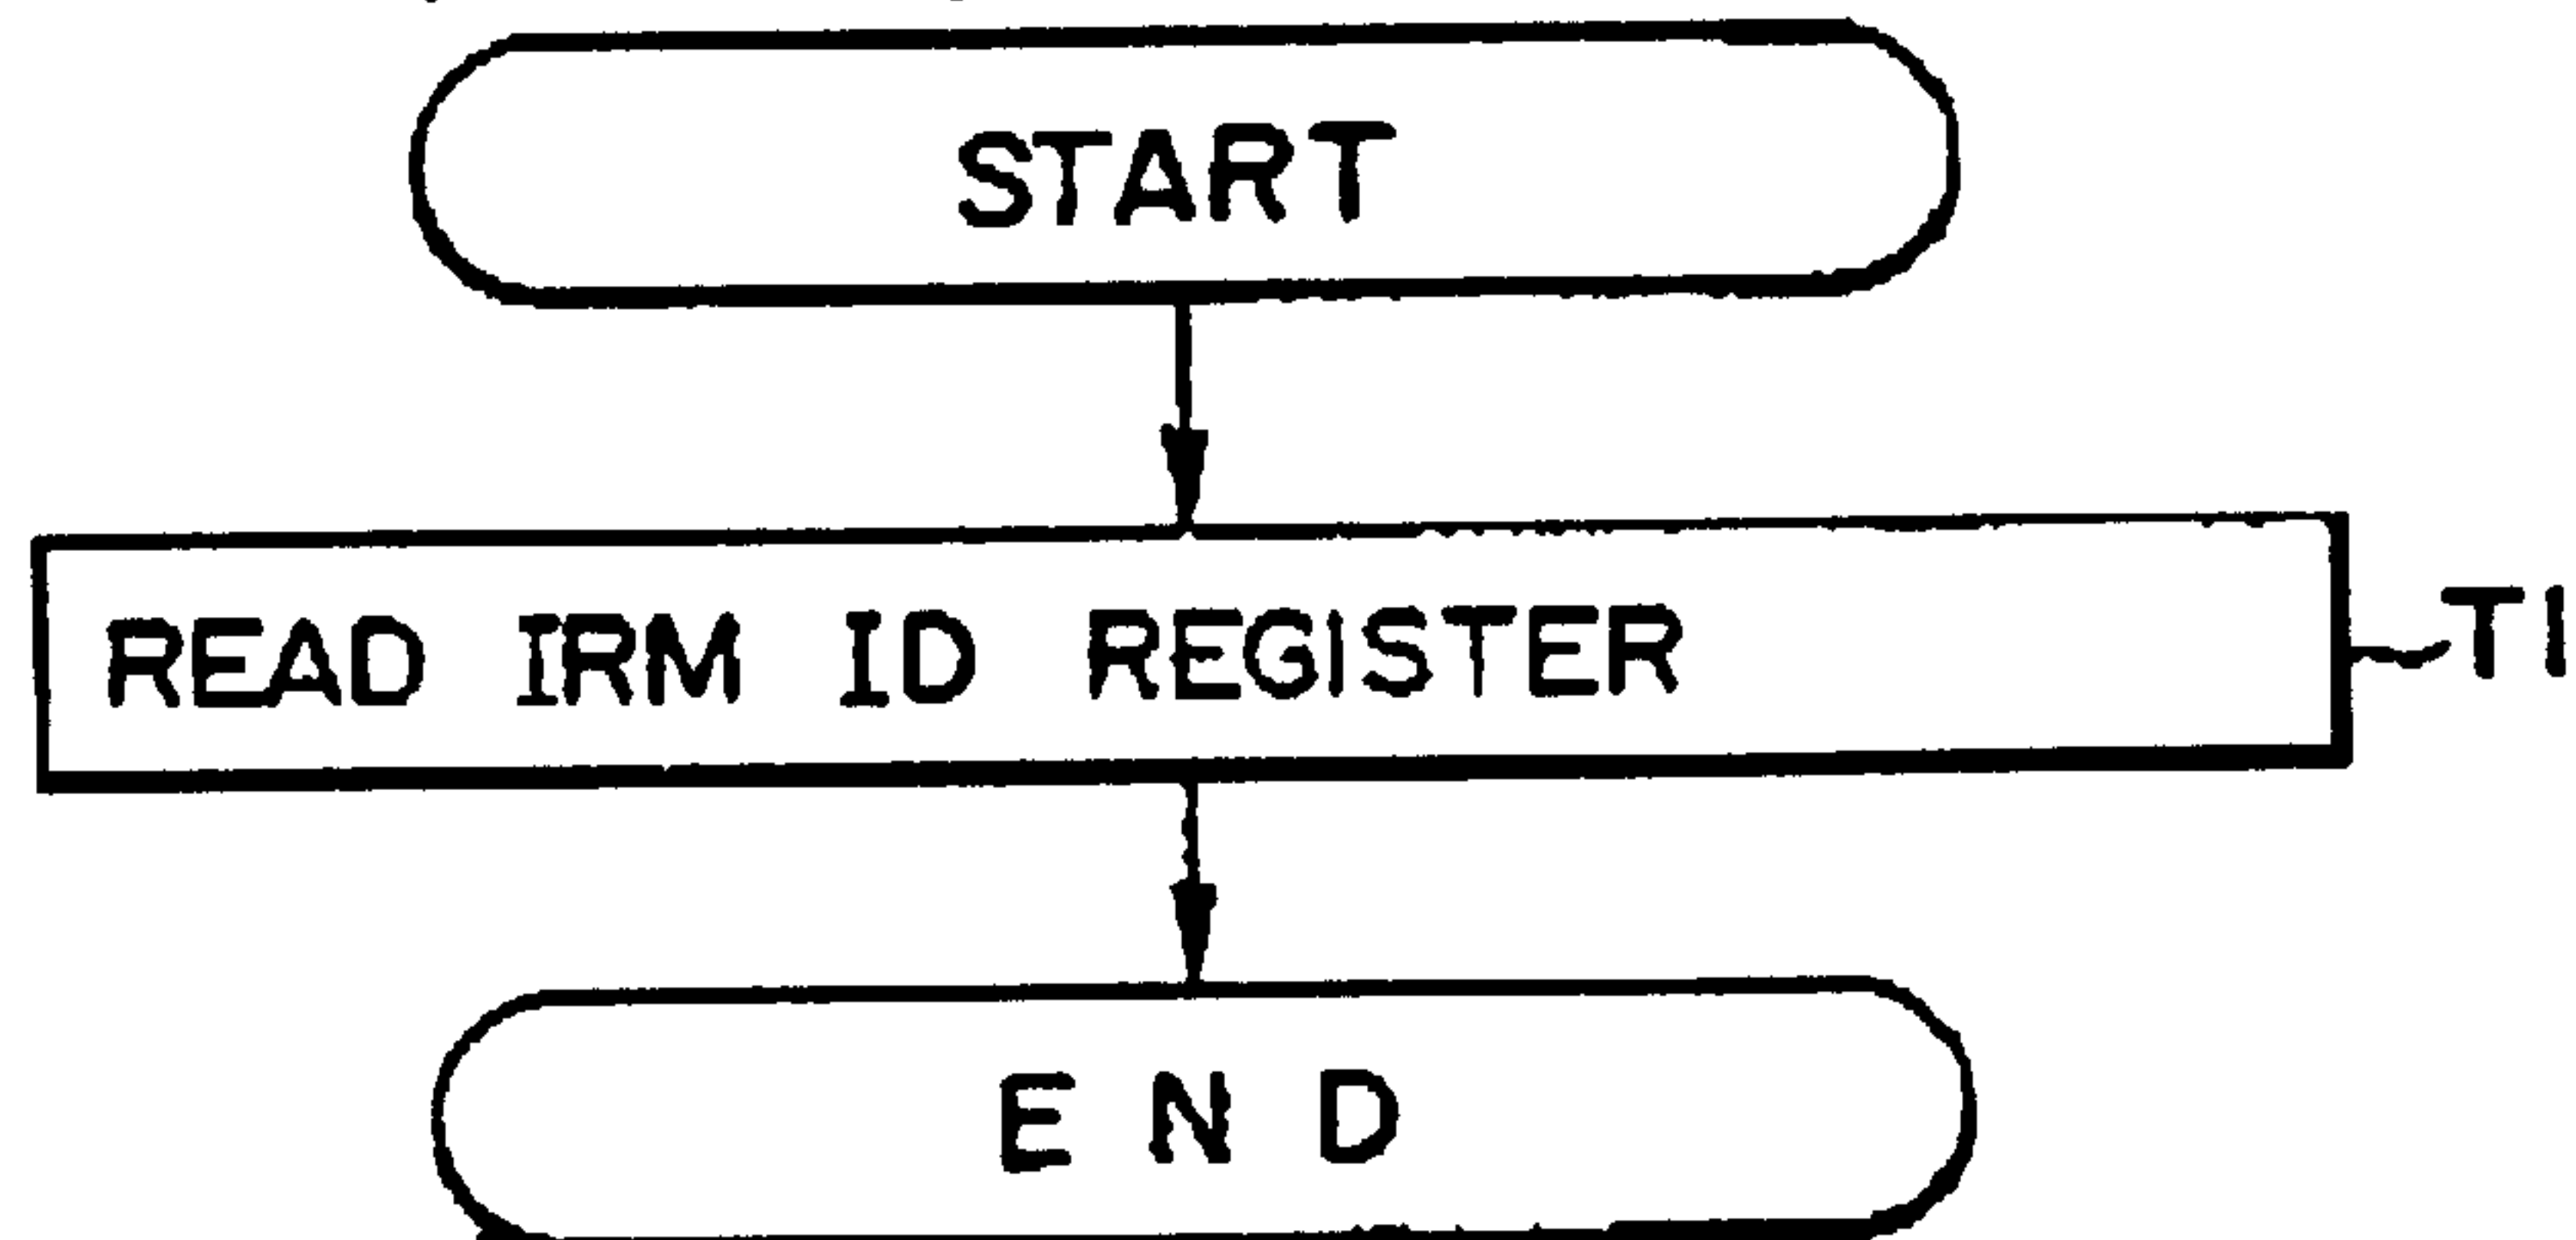 START
READ IRM ID REGISTER
T1
END